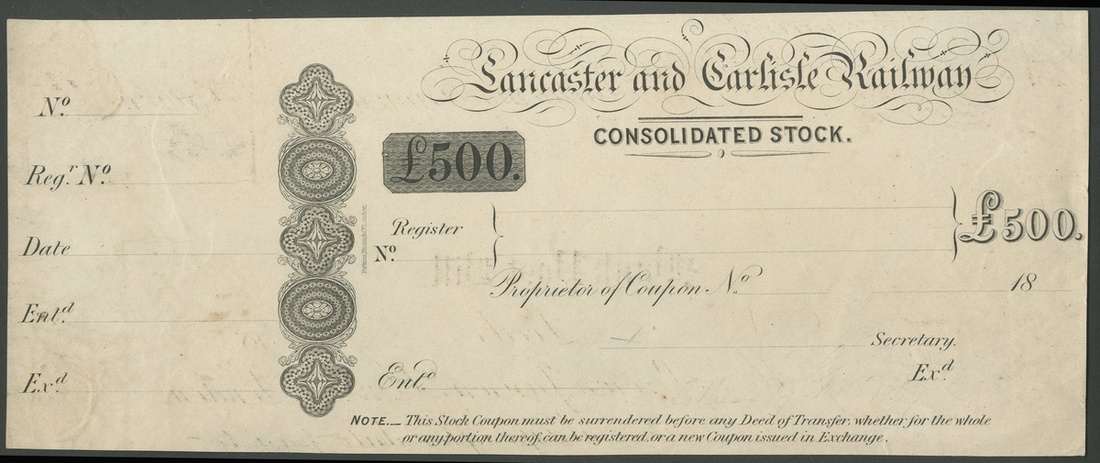 Nº
Regʳ Nº
Date
Entᵈ
Exᵈ
Lancaster and Carlisle Railway
CONSOLIDATED STOCK.
£500.
Register
Nº
£500.
Proprietor of Coupon Nº 18
Secretary.
Entᵈ Exᵈ
NOTE.— This Stock Coupon must be surrendered before any Deed of Transfer, whether for the whole
or any portion thereof, can be registered, or a new Coupon issued in Exchange.